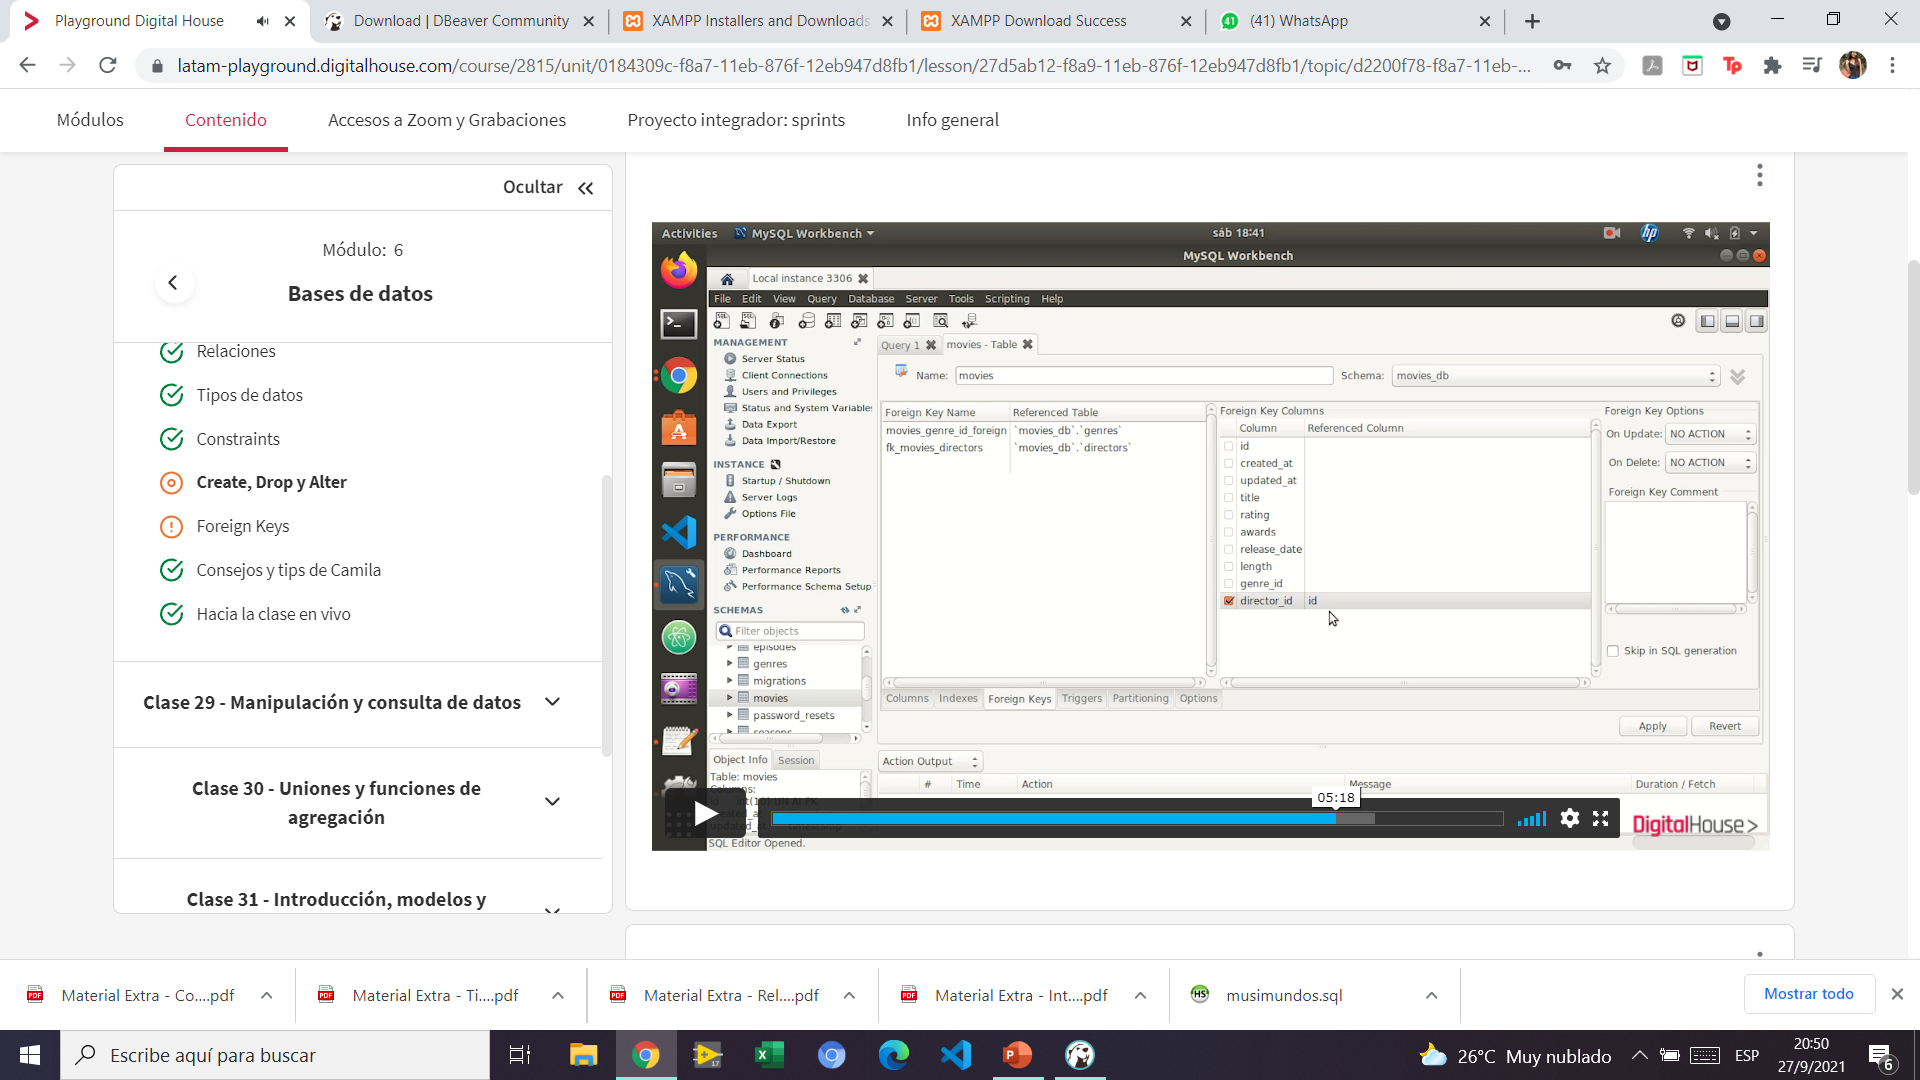 Playground Digital House
Download | DBeaver Community
XAMPP Installers and Downloads
XAMPP Download Success
41
(41) WhatsApp
latam-playground.digitalhouse.com/course/2815/unit/0184309c-f8a7-11eb-876f-12eb947d8fb1/lesson/27d5ab12-f8a9-11eb-876f-12eb947d8fb1/topic/d2200f78-f8a7-11eb-...
Tp
Módulos
Contenido
Accesos a Zoom y Grabaciones
Proyecto integrador: sprints
Info general
Ocultar
Módulo: 6
Bases de datos
Relaciones
Tipos de datos
Constraints
Create, Drop y Alter
Foreign Keys
Consejos y tips de Camila
Hacia la clase en vivo
Clase 29 - Manipulación y consulta de datos
Clase 30 - Uniones y funciones de
agregación
Clase 31 - Introducción, modelos y
Activities
MySQL Workbench
sáb 18:41
hp
MySQL Workbench
Local instance 3306
File Edit View Query Database Server Tools Scripting Help
MANAGEMENT
Server Status
Client Connections
Users and Privileges
Status and System Variables
Data Export
Data Import/Restore
INSTANCE
Startup / Shutdown
Server Logs
Options File
PERFORMANCE
Dashboard
Performance Reports
Performance Schema Setup
SCHEMAS
Filter objects
episodes
genres
migrations
movies
password_resets
seasons
Object Info Session
Table: movies
Columns:
SQL Editor Opened.
Query 1
movies - Table
Name: movies
Schema: movies_db
Foreign Key Name Referenced Table
movies_genre_id_foreign `movies_db`.`genres`
fk_movies_directors `movies_db`.`directors`
Foreign Key Columns
Column Referenced Column
id
created_at
updated_at
title
rating
awards
release_date
length
genre_id
director_id id
Foreign Key Options
On Update: NO ACTION
On Delete: NO ACTION
Foreign Key Comment
Skip in SQL generation
Columns Indexes Foreign Keys Triggers Partitioning Options
Apply Revert
Action Output
# Time Action Message Duration / Fetch
05:18
DigitalHouse>
Material Extra - Co....pdf
Material Extra - Ti....pdf
Material Extra - Rel....pdf
Material Extra - Int....pdf
musimundos.sql
Mostrar todo
Escribe aquí para buscar
26°C Muy nublado
ESP
20:50
27/9/2021
6